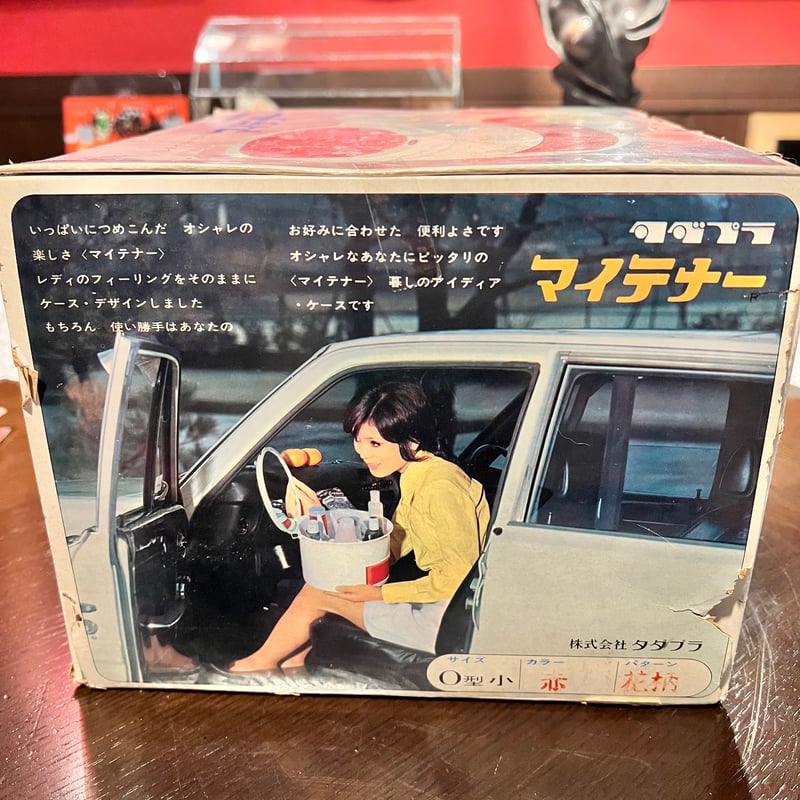 いっぱいにつめこんだ オシャレの
楽しさ〈マイテナー〉
レディのフィーリングをそのままに
ケース・デザインしました
もちろん 使い勝手はあなたの
お好みに合わせた 便利よさです
オシャレなあなたにピッタリの
〈マイテナー〉 暮しのアイディア
・ケースです
タダプラ
マイテナー
R
株式会社 タダプラ
サイズ カラー パターン
O型小 赤 花柄